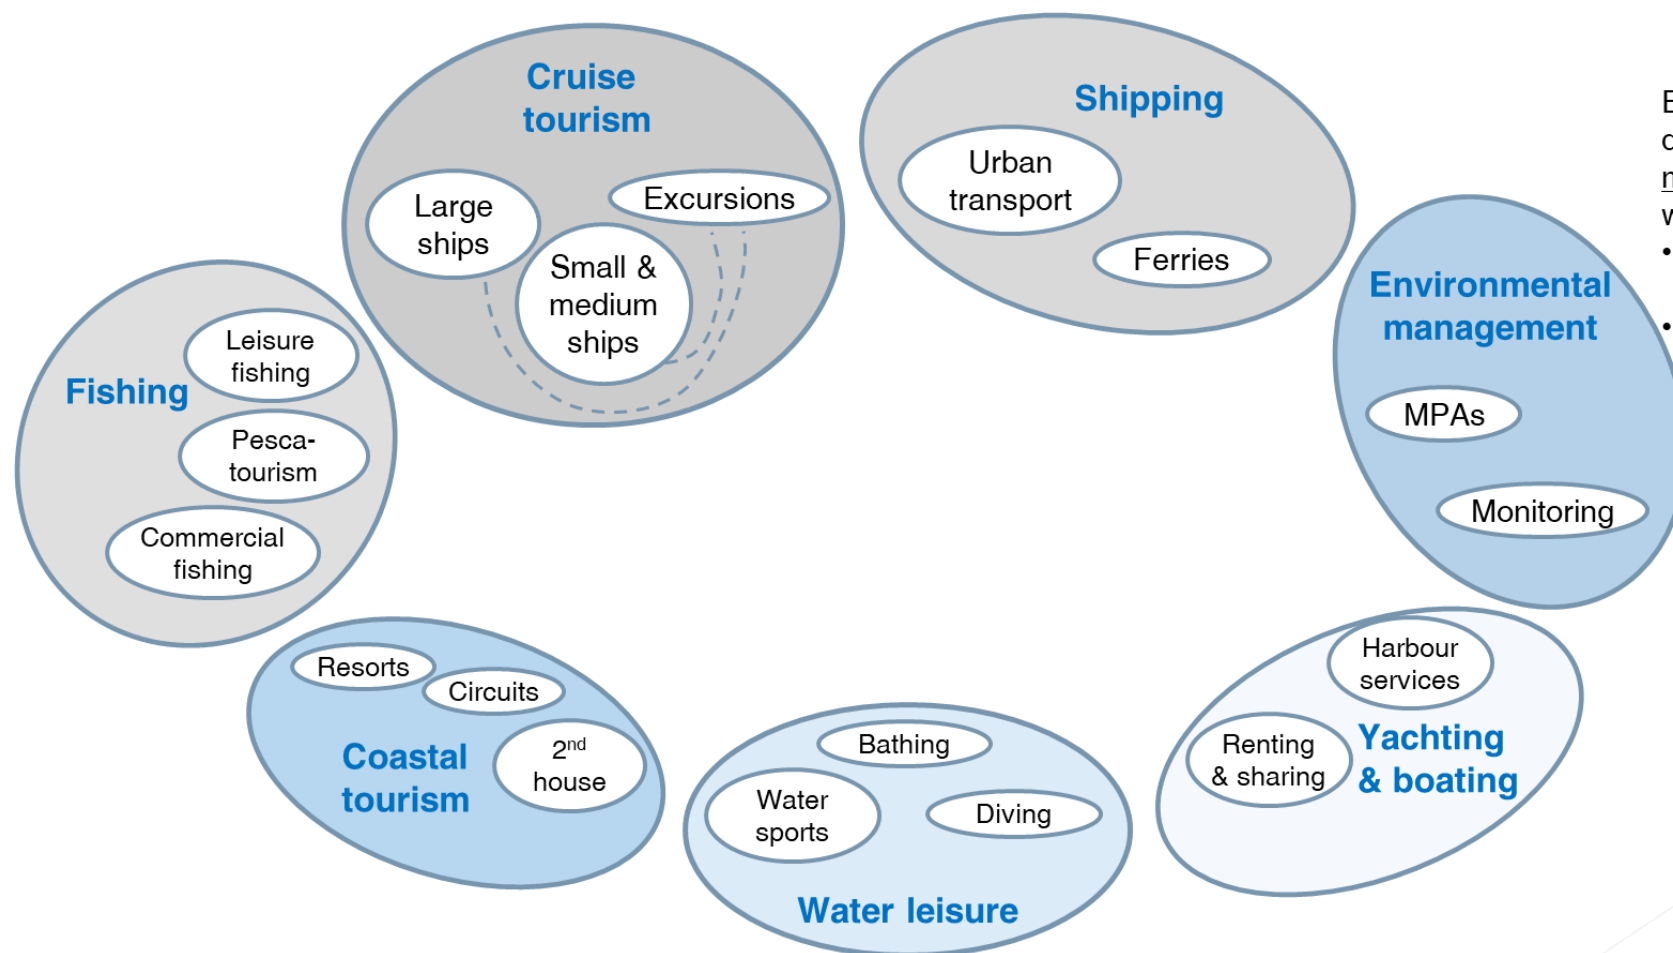 Cruise
tourism
Large
ships
Small &
medium
ships
Excursions
Shipping
Urban
transport
Ferries
Environmental
management
MPAs
Monitoring
Fishing
Leisure
fishing
Pesca-
tourism
Commercial
fishing
Coastal
tourism
Resorts
Circuits
2nd
house
Water leisure
Bathing
Water
sports
Diving
Yachting
& boating
Harbour
services
Renting
& sharing